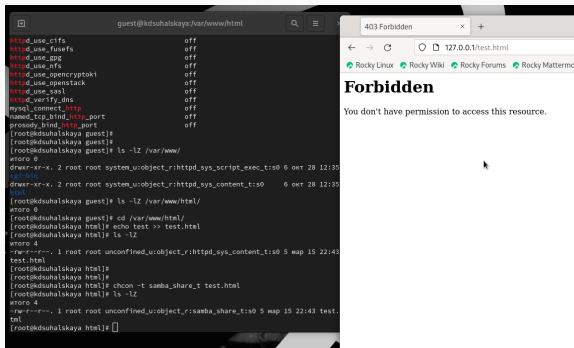 guest@kdsuhalskaya:/var/www/html
httpd_use_cifs off
httpd_use_fusefs off
httpd_use_gpg off
httpd_use_nfs off
httpd_use_opencryptoki off
httpd_use_openstack off
httpd_use_sasl off
httpd_verify_dns off
mysql_connect_http off
named_tcp_bind_http_port off
prosody_bind_http_port off
[root@kdsuhalskaya guest]#
[root@kdsuhalskaya guest]#
[root@kdsuhalskaya guest]# ls -lZ /var/www/
итого 0
drwxr-xr-x. 2 root root system_u:object_r:httpd_sys_script_exec_t:s0 6 окт 28 12:35
cgi-bin
drwxr-xr-x. 2 root root system_u:object_r:httpd_sys_content_t:s0 6 окт 28 12:35
html
[root@kdsuhalskaya guest]# ls -lZ /var/www/html/
итого 0
[root@kdsuhalskaya guest]# cd /var/www/html/
[root@kdsuhalskaya html]# echo test >> test.html
[root@kdsuhalskaya html]# ls -lZ
итого 4
-rw-r--r--. 1 root root unconfined_u:object_r:httpd_sys_content_t:s0 5 мар 15 22:43
test.html
[root@kdsuhalskaya html]#
[root@kdsuhalskaya html]#
[root@kdsuhalskaya html]# chcon -t samba_share_t test.html
[root@kdsuhalskaya html]# ls -lZ
итого 4
-rw-r--r--. 1 root root unconfined_u:object_r:samba_share_t:s0 5 мар 15 22:43 test.
tml
[root@kdsuhalskaya html]#
403 Forbidden
127.0.0.1/test.html
Rocky Linux Rocky Wiki Rocky Forums Rocky Mattermo
Forbidden
You don't have permission to access this resource.